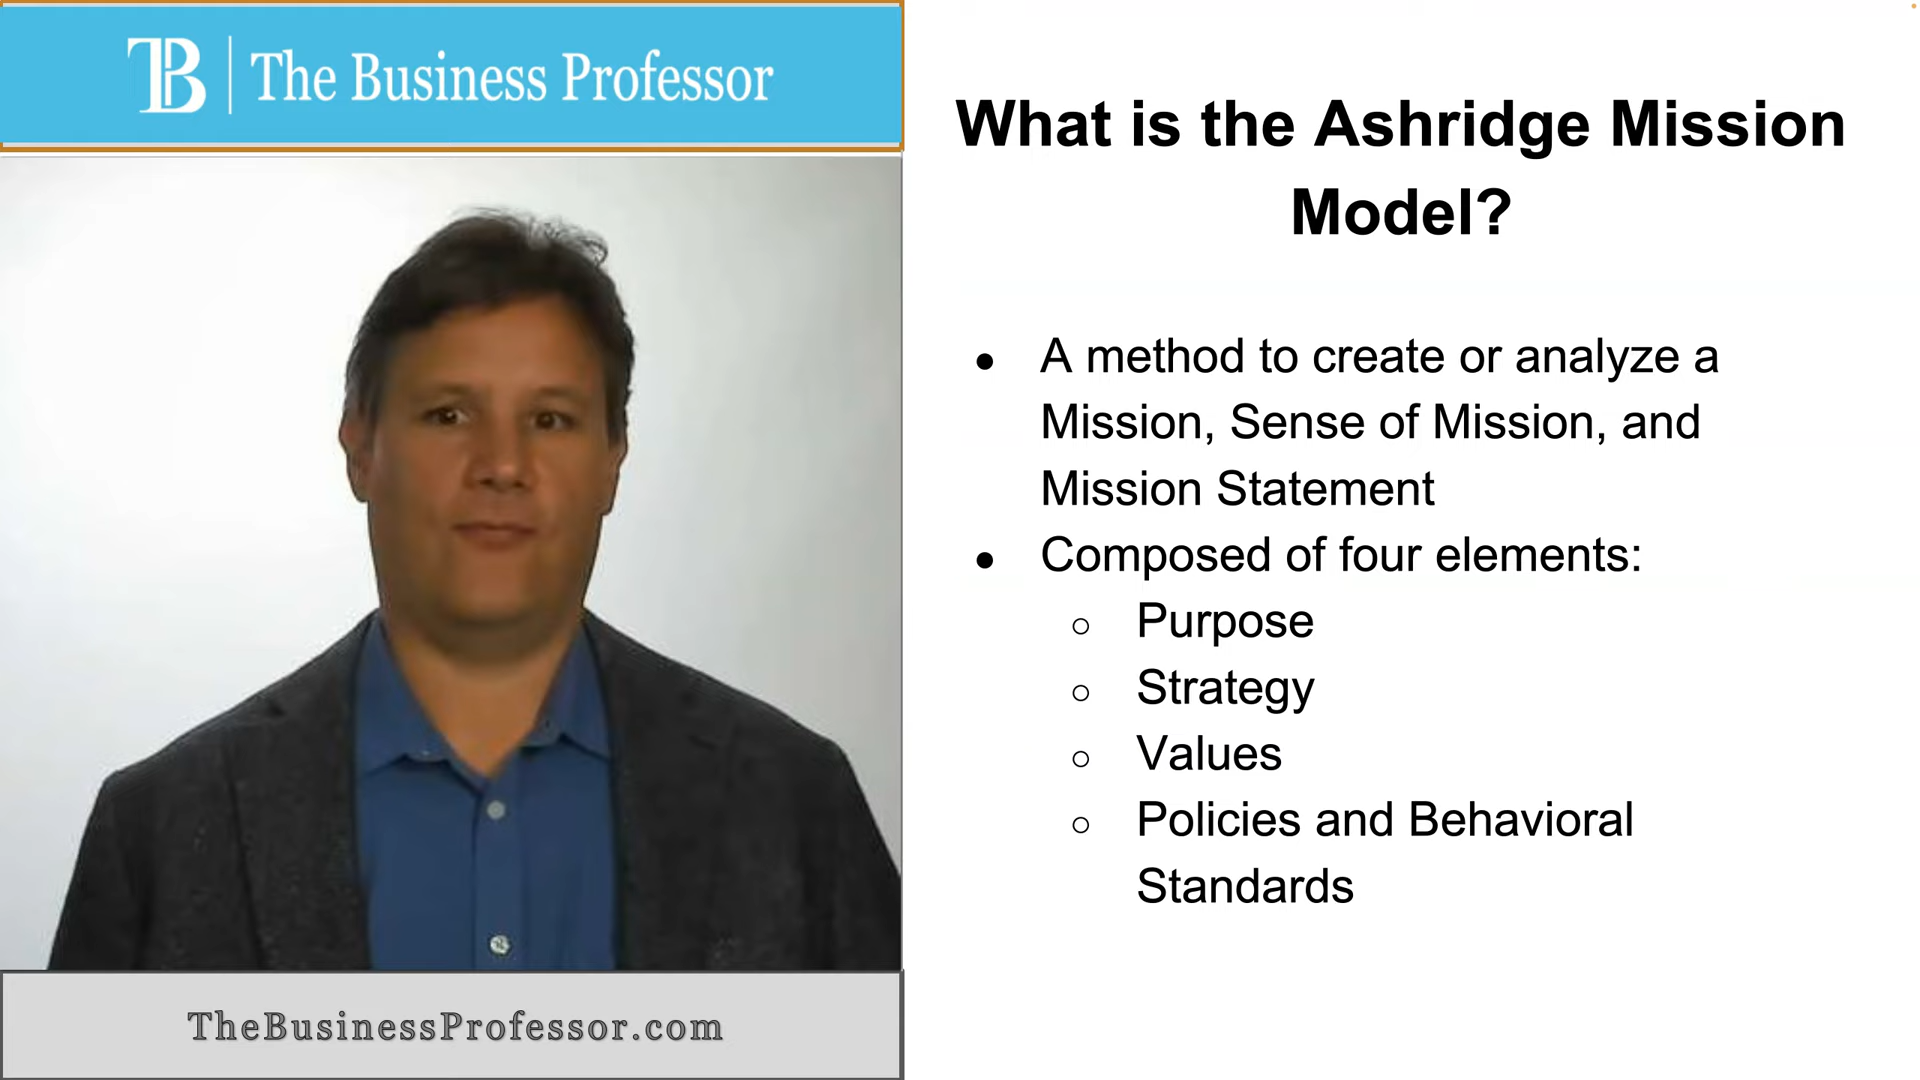 TB | The Business Professor
What is the Ashridge Mission
Model?
● A method to create or analyze a
Mission, Sense of Mission, and
Mission Statement
● Composed of four elements:
○ Purpose
○ Strategy
○ Values
○ Policies and Behavioral
Standards
TheBusinessProfessor.com